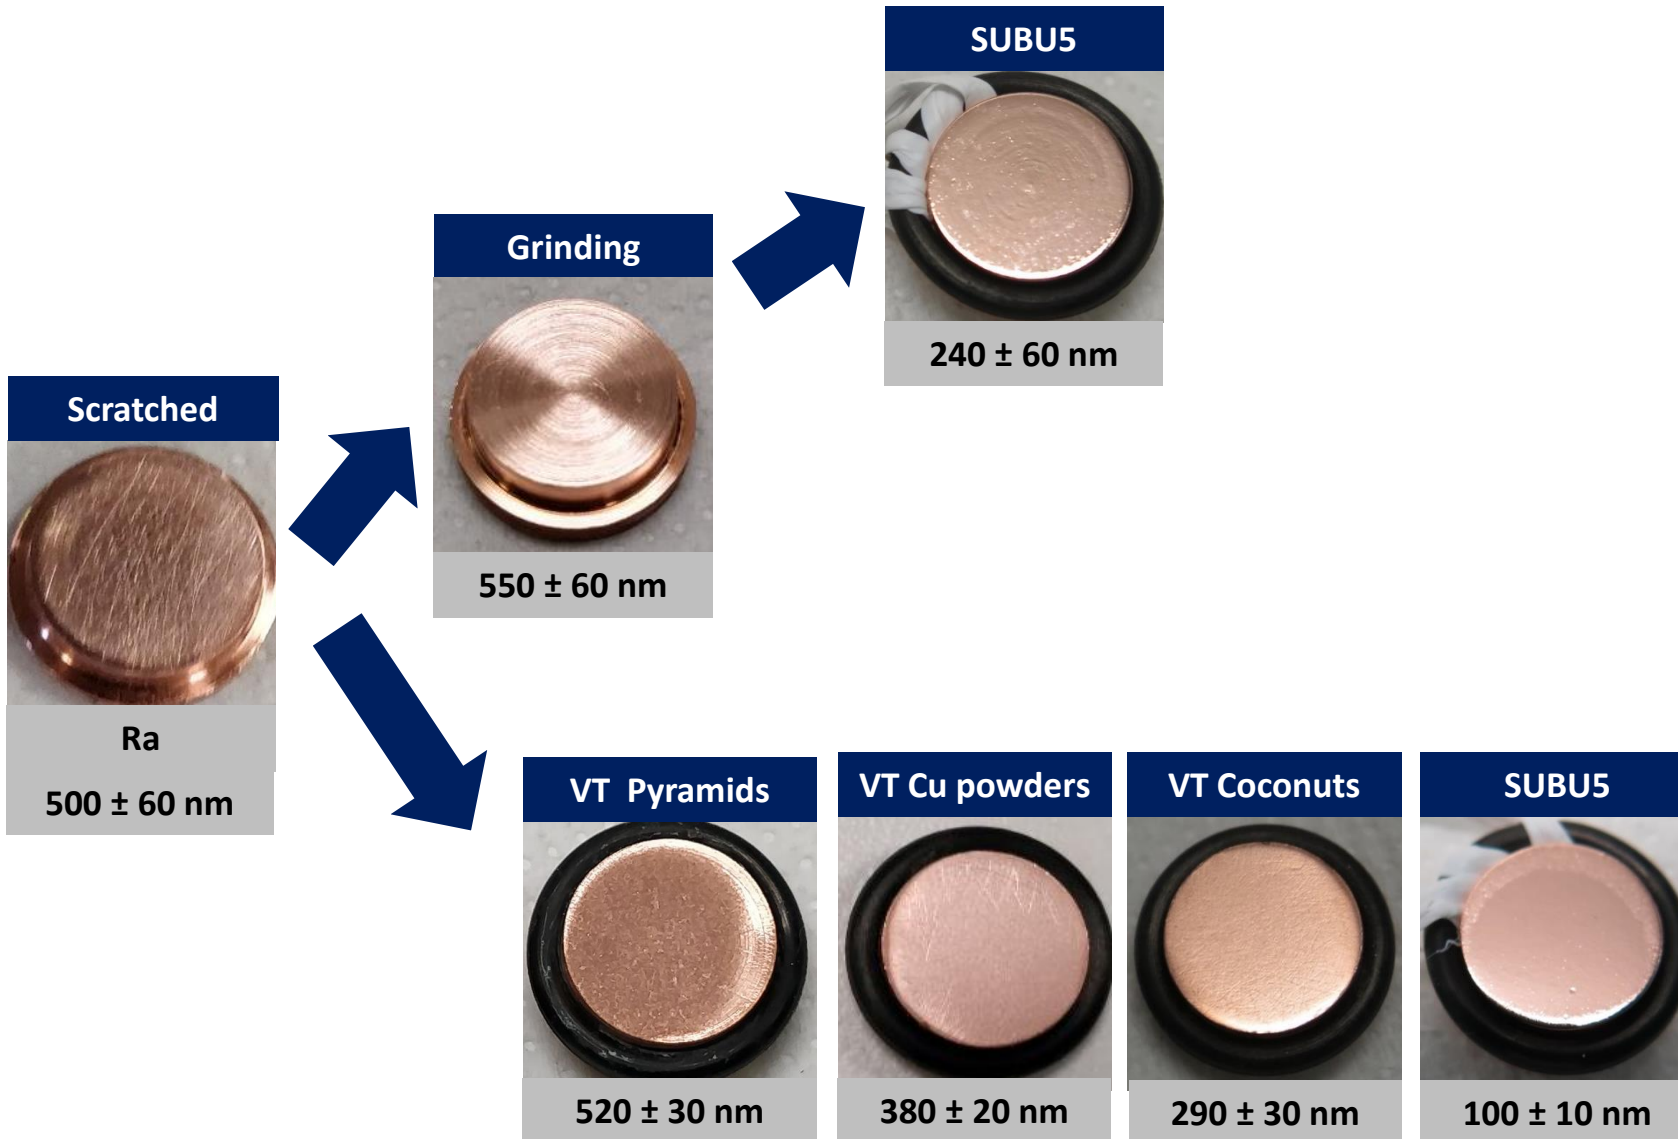 SUBU5
240 ± 60 nm
Grinding
550 ± 60 nm
Scratched
Ra
500 ± 60 nm
VT Pyramids
520 ± 30 nm
VT Cu powders
380 ± 20 nm
VT Coconuts
290 ± 30 nm
SUBU5
100 ± 10 nm